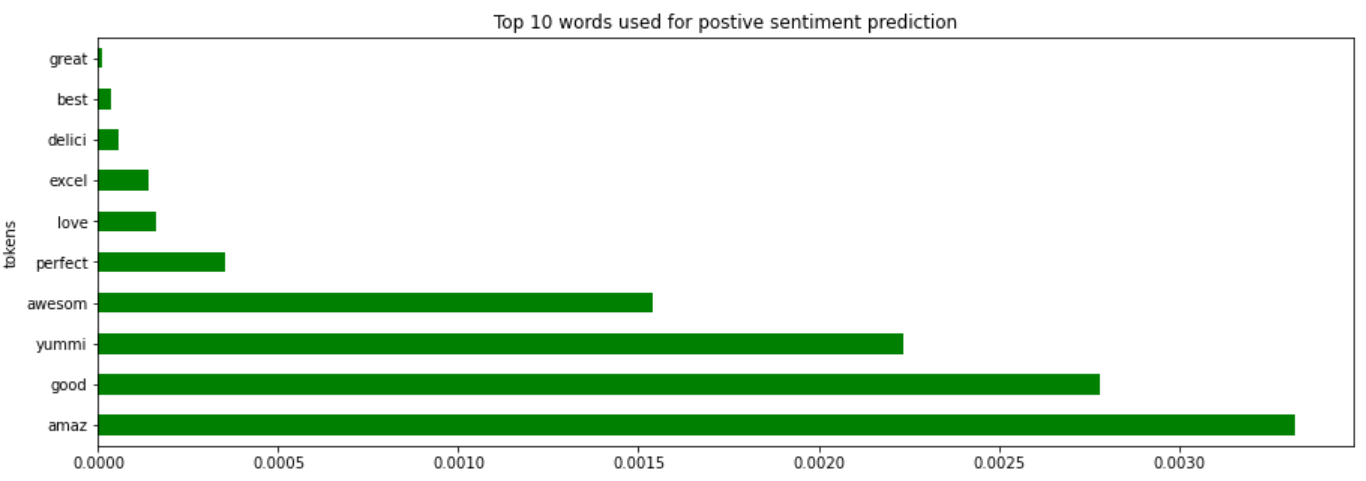 Top 10 words used for postive sentiment prediction
great
best
delici
excel
love
perfect
awesom
yummi
good
amaz
tokens
0.0000 0.0005 0.0010 0.0015 0.0020 0.0025 0.0030